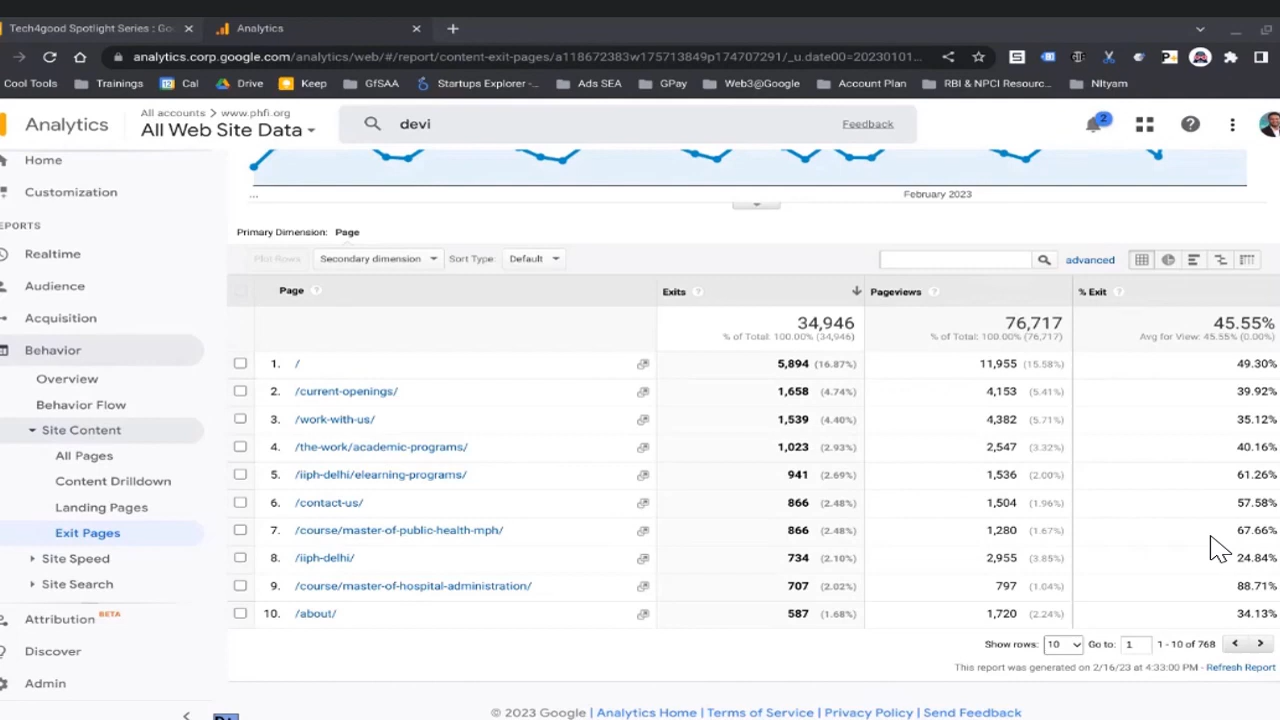 Tech4good Spotlight Series : Go
Analytics
analytics.corp.google.com/analytics/web/#/report/content-exit-pages/a118672383w175713849p174707291/_u.date00=20230101...
Cool Tools Trainings Cal Drive Keep GfSAA Startups Explorer -... Ads SEA GPay Web3@Google Account Plan RBI & NPCI Resourc... NItyam
Analytics
All accounts > www.phfi.org
All Web Site Data
devi
Feedback
2
Home
Customization
EPORTS
Realtime
Audience
Acquisition
Behavior
Overview
Behavior Flow
Site Content
All Pages
Content Drilldown
Landing Pages
Exit Pages
Site Speed
Site Search
Attribution BETA
Discover
Admin
...
February 2023
Primary Dimension: Page
Plot Rows Secondary dimension Sort Type: Default advanced
Page Exits Pageviews % Exit
34,946 76,717 45.55%
% of Total: 100.00% (34,946) % of Total: 100.00% (76,717) Avg for View: 45.55% (0.00%)
1. / 5,894 (16.87%) 11,955 (15.58%) 49.30%
2. /current-openings/ 1,658 (4.74%) 4,153 (5.41%) 39.92%
3. /work-with-us/ 1,539 (4.40%) 4,382 (5.71%) 35.12%
4. /the-work/academic-programs/ 1,023 (2.93%) 2,547 (3.32%) 40.16%
5. /iiph-delhi/elearning-programs/ 941 (2.69%) 1,536 (2.00%) 61.26%
6. /contact-us/ 866 (2.48%) 1,504 (1.96%) 57.58%
7. /course/master-of-public-health-mph/ 866 (2.48%) 1,280 (1.67%) 67.66%
8. /iiph-delhi/ 734 (2.10%) 2,955 (3.85%) 24.84%
9. /course/master-of-hospital-administration/ 707 (2.02%) 797 (1.04%) 88.71%
10. /about/ 587 (1.68%) 1,720 (2.24%) 34.13%
Show rows: 10 Go to: 1 1 - 10 of 768
This report was generated on 2/16/23 at 4:33:00 PM - Refresh Report
© 2023 Google | Analytics Home | Terms of Service | Privacy Policy | Send Feedback